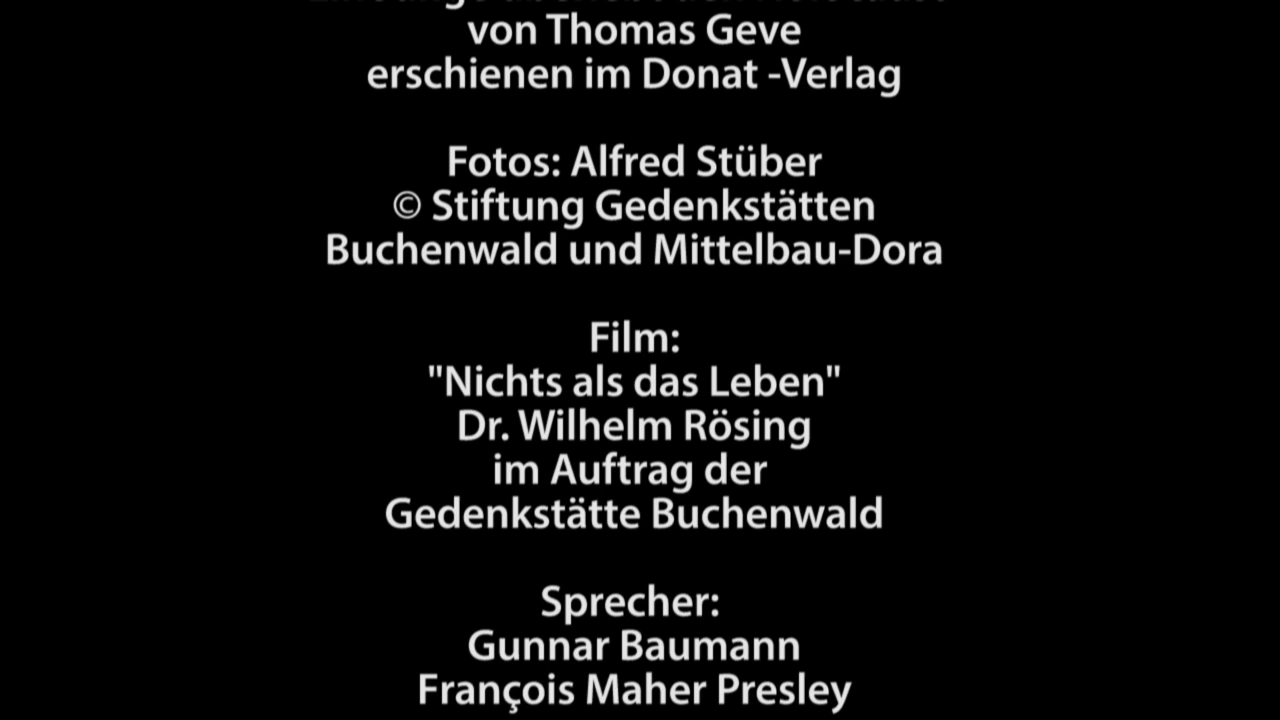 von Thomas Geve
erschienen im Donat -Verlag
Fotos: Alfred Stüber
© Stiftung Gedenkstätten
Buchenwald und Mittelbau-Dora
Film:
"Nichts als das Leben"
Dr. Wilhelm Rösing
im Auftrag der
Gedenkstätte Buchenwald
Sprecher:
Gunnar Baumann
François Maher Presley